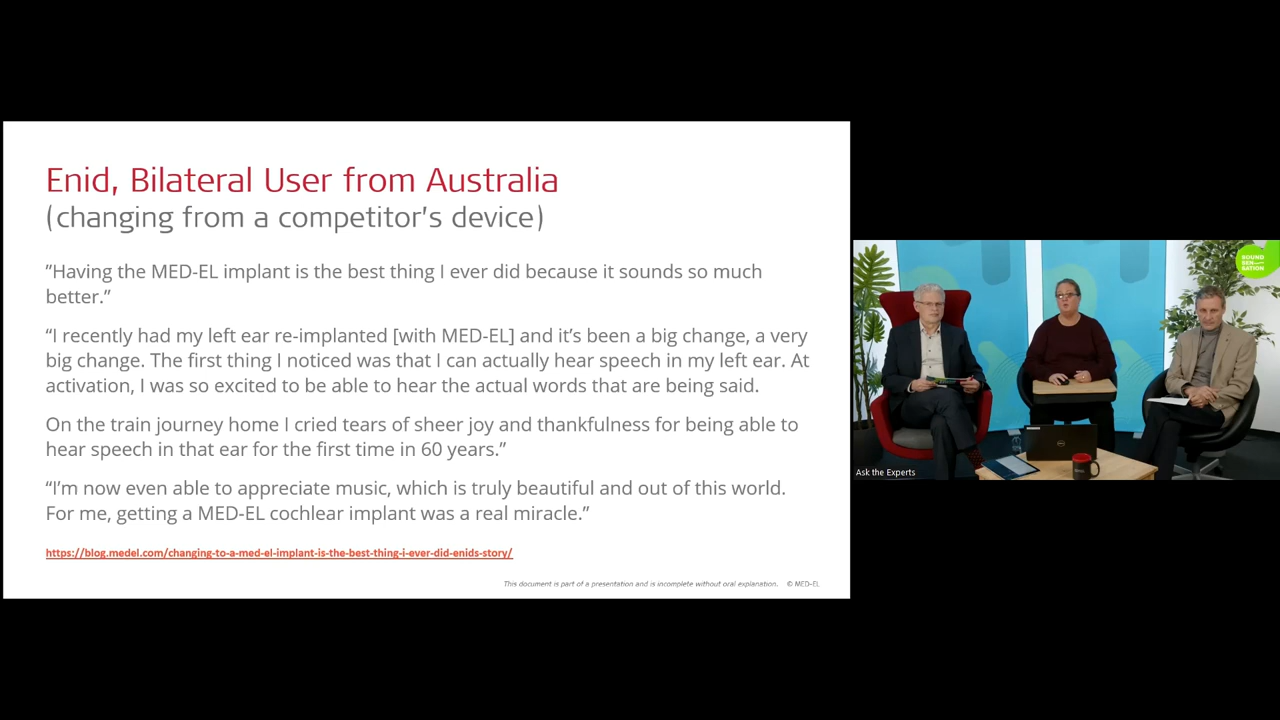 Enid, Bilateral User from Australia
(changing from a competitor's device)
”Having the MED-EL implant is the best thing I ever did because it sounds so much
better.”
“I recently had my left ear re-implanted [with MED-EL] and it’s been a big change, a very
big change. The first thing I noticed was that I can actually hear speech in my left ear. At
activation, I was so excited to be able to hear the actual words that are being said.
On the train journey home I cried tears of sheer joy and thankfulness for being able to
hear speech in that ear for the first time in 60 years.”
“I’m now even able to appreciate music, which is truly beautiful and out of this world.
For me, getting a MED-EL cochlear implant was a real miracle.”
https://blog.medel.com/changing-to-a-med-el-implant-is-the-best-thing-i-ever-did-enids-story/
This document is part of a presentation and is incomplete without oral explanation. © MED-EL
SOUND
SEN
SATION
Ask the Experts